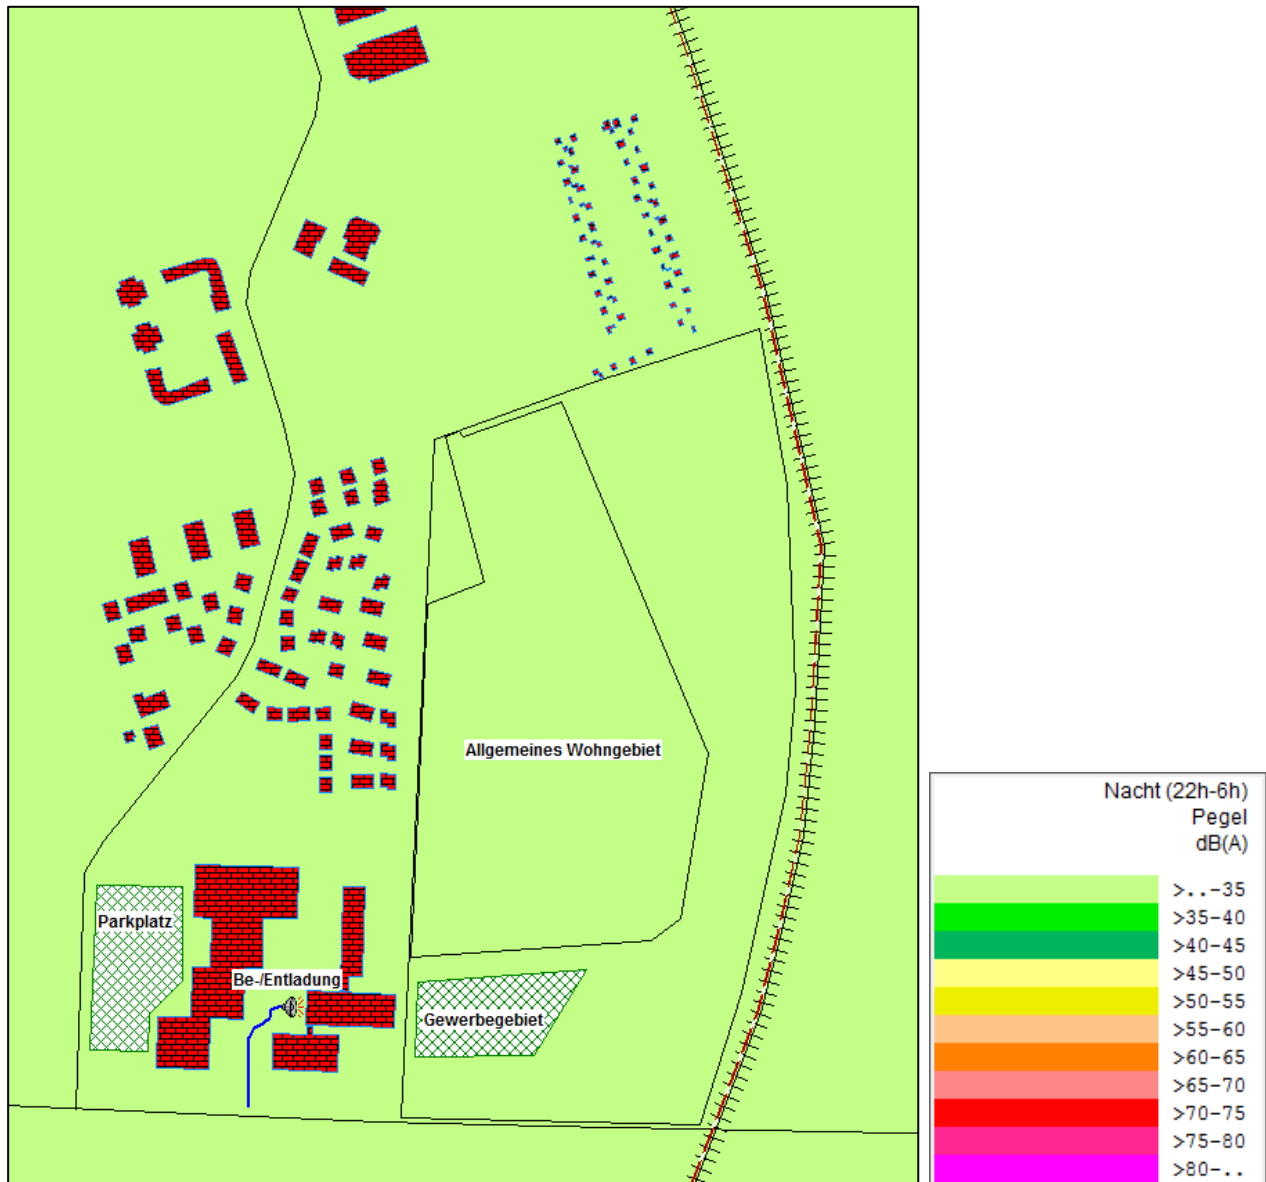 Allgemeines Wohngebiet
Parkplatz
Be-/Entladung
Gewerbegebiet
Nacht (22h-6h)
Pegel
dB(A)
>..-35
>35-40
>40-45
>45-50
>50-55
>55-60
>60-65
>65-70
>70-75
>75-80
>80-..